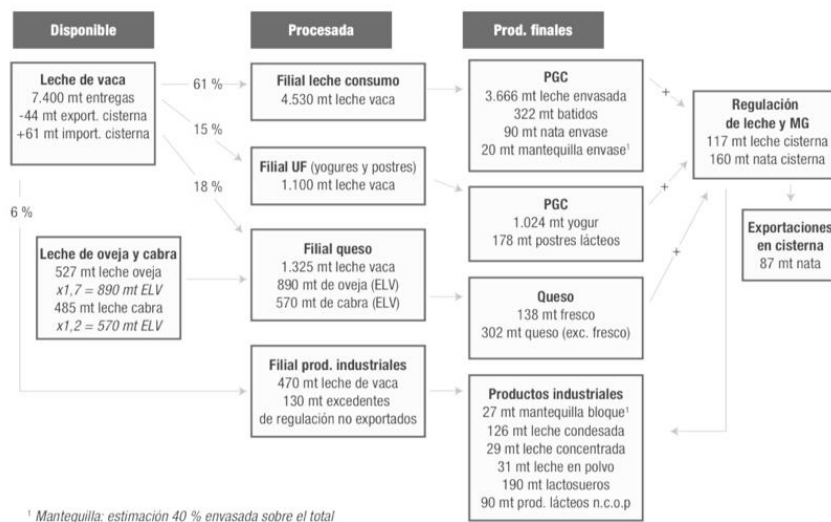 Disponible
Procesada
Prod. finales
Leche de vaca
7.400 mt entregas
-44 mt export. cisterna
+61 mt import. cisterna
61 %
15 %
18 %
6 %
Filial leche consumo
4.530 mt leche vaca
PGC
3.666 mt leche envasada
322 mt batidos
90 mt nata envase
20 mt mantequilla envase¹
+
Regulación
de leche y MG
117 mt leche cisterna
160 mt nata cisterna
Filial UF (yogures y postres)
1.100 mt leche vaca
PGC
1.024 mt yogur
178 mt postres lácteos
+
Exportaciones
en cisterna
87 mt nata
Leche de oveja y cabra
527 mt leche oveja
x1,7 = 890 mt ELV
485 mt leche cabra
x1,2 = 570 mt ELV
Filial queso
1.325 mt leche vaca
890 mt de oveja (ELV)
570 mt de cabra (ELV)
Queso
138 mt fresco
302 mt queso (exc. fresco)
+
Filial prod. industriales
470 mt leche de vaca
130 mt excedentes
de regulación no exportados
Productos industriales
27 mt mantequilla bloque¹
126 mt leche condesada
29 mt leche concentrada
31 mt leche en polvo
190 mt lactosueros
90 mt prod. lácteos n.c.o.p
¹ Mantequilla: estimación 40 % envasada sobre el total